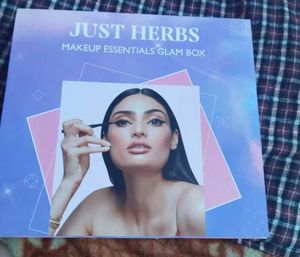 JUST HERBS
MAKEUP ESSENTIALS GLAM BOX